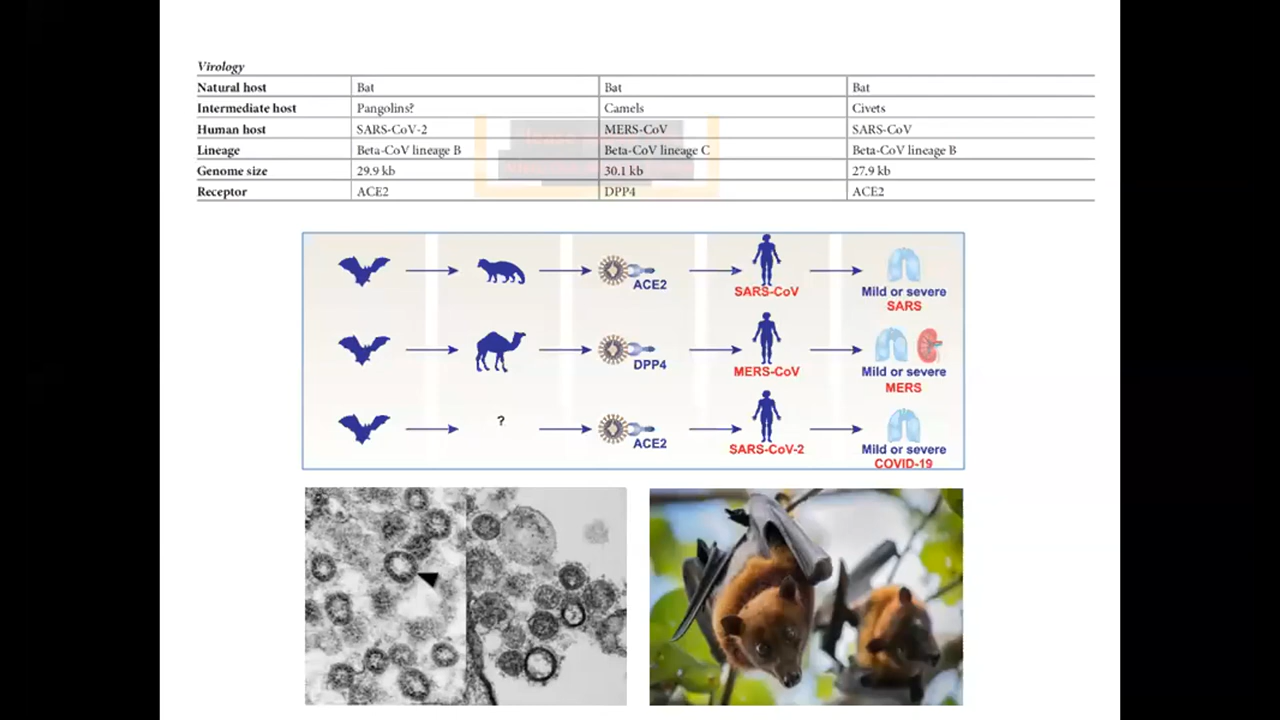 Virology
Natural host Bat Bat Bat
Intermediate host Pangolins? Camels Civets
Human host SARS-CoV-2 MERS-CoV SARS-CoV
Lineage Beta-CoV lineage B Beta-CoV lineage C Beta-CoV lineage B
Genome size 29.9 kb 30.1 kb 27.9 kb
Receptor ACE2 DPP4 ACE2
ACE2
SARS-CoV
Mild or severe
SARS
DPP4
MERS-CoV
Mild or severe
MERS
?
ACE2
SARS-CoV-2
Mild or severe
COVID-19